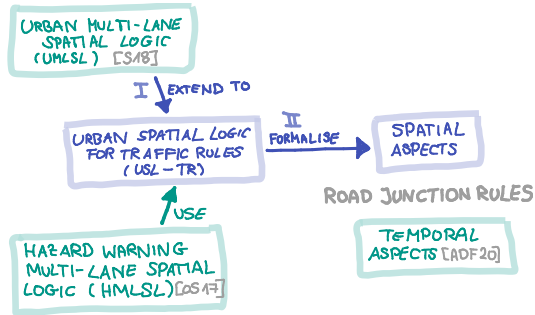 URBAN MULTI-LANE
SPATIAL LOGIC
(UMLSL) [S18]
I EXTEND TO
URBAN SPATIAL LOGIC
FOR TRAFFIC RULES
(USL-TR)
II
FORMALISE
SPATIAL
ASPECTS
ROAD JUNCTION RULES
USE
HAZARD WARNING
MULTI-LANE SPATIAL
LOGIC (HMLSL)[OS17]
TEMPORAL
ASPECTS [ADF20]